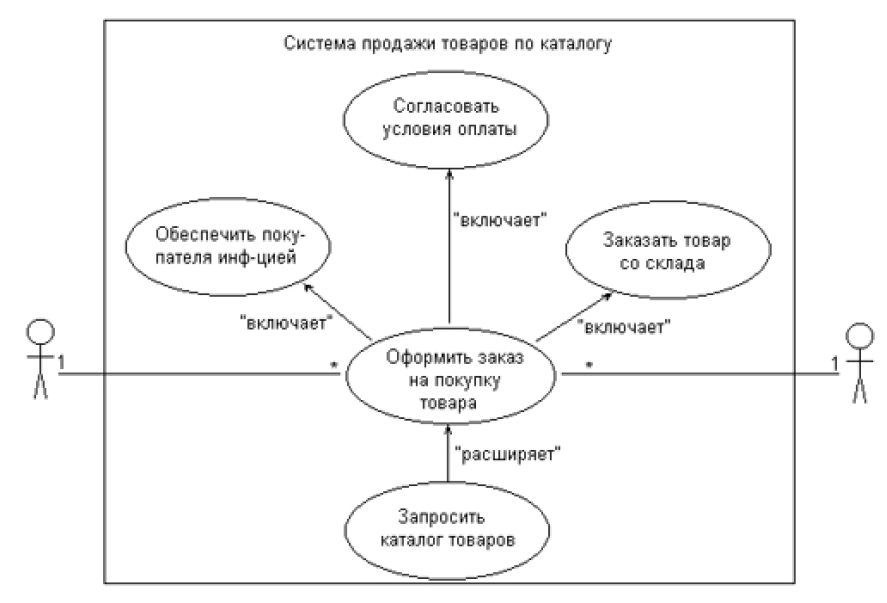 Система продажи товаров по каталогу
Согласовать
условия оплаты
"включает"
Обеспечить поку-
пателя инф-цией
Заказать товар
со склада
"включает"
"включает"
1
*
Оформить заказ
на покупку
товара
*
1
"расширяет"
Запросить
каталог товаров